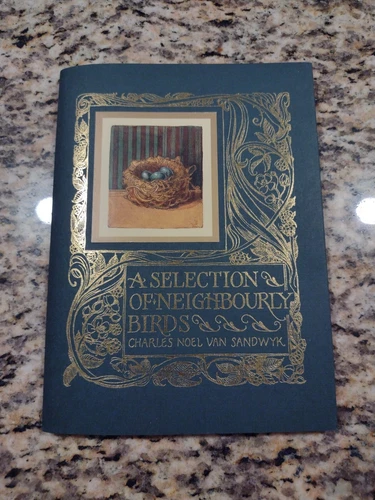 A SELECTION
OF NEIGHBOURLY
BIRDS
CHARLES NOEL VAN SANDWYK